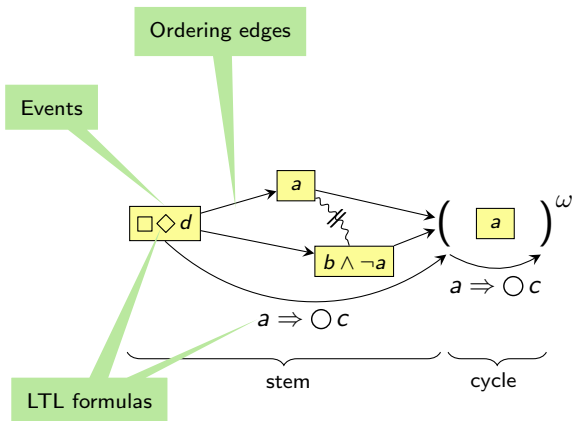 Ordering edges
Events
a
□◇d
( a )^ω
b ∧ ¬a
a ⇒ ○c
a ⇒ ○c
stem
cycle
LTL formulas